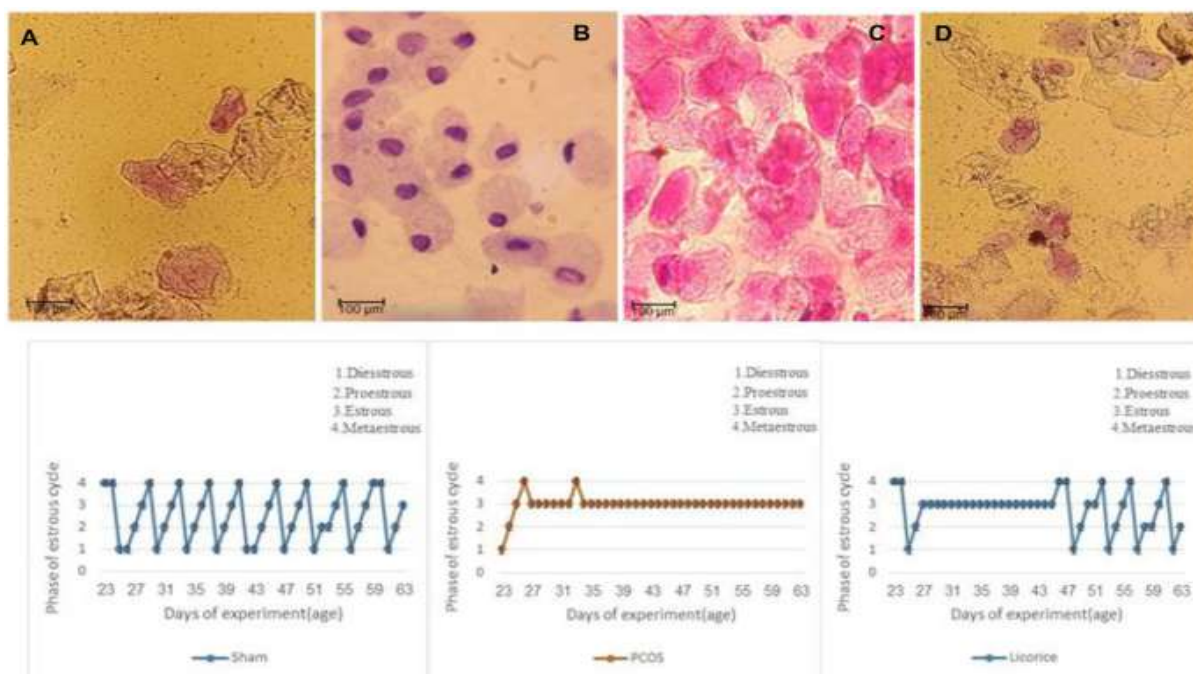 A
B
C
D
100 µm
100 µm
100 µm
100 µm
1.Diesstrous
2.Proestrous
3.Estrous
4.Metaestrous
Phase of estrous cycle
4
3
2
1
0
23 27 31 35 39 43 47 51 55 59 63
Days of experiment(age)
Sham
1.Diesstrous
2.Proestrous
3.Estrous
4.Metaestrous
Phase of estrous cycle
4
3
2
1
0
23 27 31 35 39 43 47 51 55 59 63
Days of experiment(age)
PCOS
1.Diesstrous
2.Proestrous
3.Estrous
4.Metaestrous
Phase of estrous cycle
4
3
2
1
0
23 27 31 35 39 43 47 51 55 59 63
Days of experiment(age)
Licorice